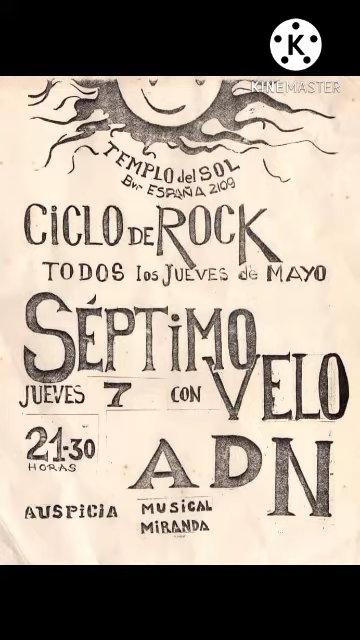 K
KINEMASTER
TEMPLO del SOL
Bvr. ESPAÑA 2109
CiCLO DE ROCK
TODOS los JUEVES de MAYO
SÉPTiMO
VELO
JUEVES 7 CON
21.30
HORAS
ADN
AUSPiCiA MUSiCAL
MiRANDA